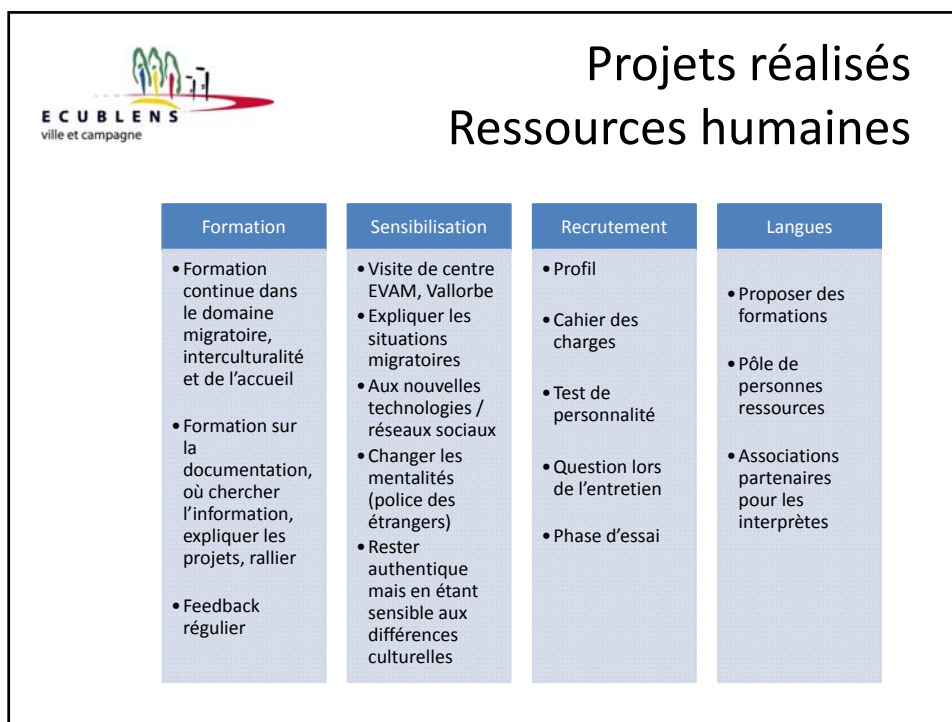 ECUBLENS
ville et campagne
Projets réalisés
Ressources humaines
Formation
• Formation
continue dans
le domaine
migratoire,
interculturalité
et de l'accueil
• Formation sur
la
documentation,
où chercher
l'information,
expliquer les
projets, rallier
• Feedback
régulier
Sensibilisation
• Visite de centre
EVAM, Vallorbe
• Expliquer les
situations
migratoires
• Aux nouvelles
technologies /
réseaux sociaux
• Changer les
mentalités
(police des
étrangers)
• Rester
authentique
mais en étant
sensible aux
différences
culturelles
Recrutement
• Profil
• Cahier des
charges
• Test de
personnalité
• Question lors
de l'entretien
• Phase d'essai
Langues
• Proposer des
formations
• Pôle de
personnes
ressources
• Associations
partenaires
pour les
interprètes